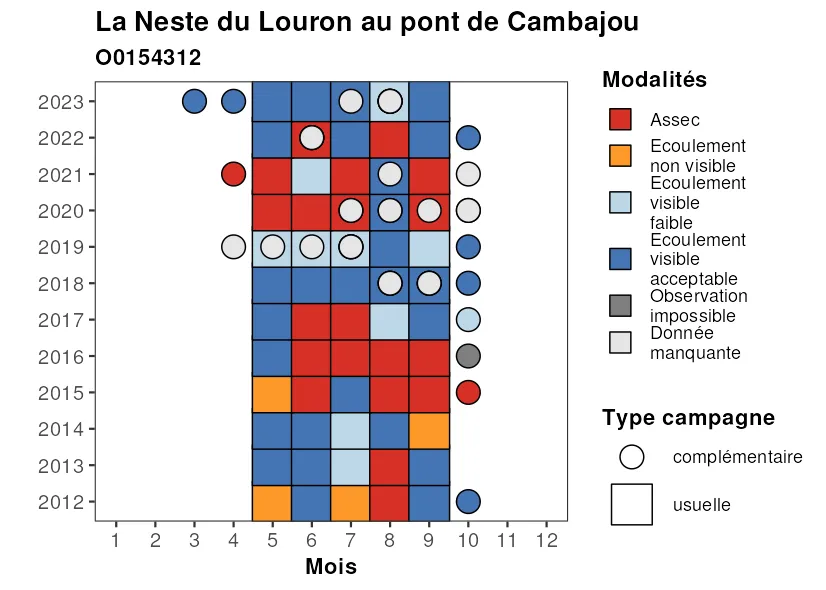 La Neste du Louron au pont de Cambajou
O0154312
2023
2022
2021
2020
2019
2018
2017
2016
2015
2014
2013
2012
1 2 3 4 5 6 7 8 9 10 11 12
Mois
Modalités
Assec
Ecoulement
non visible
Ecoulement
visible
faible
Ecoulement
visible
acceptable
Observation
impossible
Donnée
manquante
Type campagne
complémentaire
usuelle